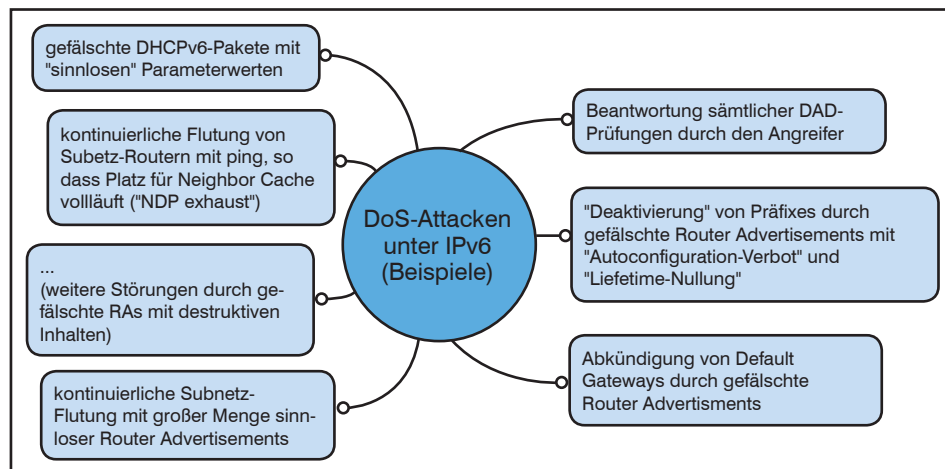 gefälschte DHCPv6-Pakete mit
"sinnlosen" Parameterwerten
kontinuierliche Flutung von
Subetz-Routern mit ping, so
dass Platz für Neighbor Cache
vollläuft ("NDP exhaust")
...
(weitere Störungen durch ge-
fälschte RAs mit destruktiven
Inhalten)
kontinuierliche Subnetz-
Flutung mit großer Menge sinn-
loser Router Advertisements
DoS-Attacken
unter IPv6
(Beispiele)
Beantwortung sämtlicher DAD-
Prüfungen durch den Angreifer
"Deaktivierung" von Präfixes durch
gefälschte Router Advertisements mit
"Autoconfiguration-Verbot" und
"Liefetime-Nullung"
Abkündigung von Default
Gateways durch gefälschte
Router Advertisments